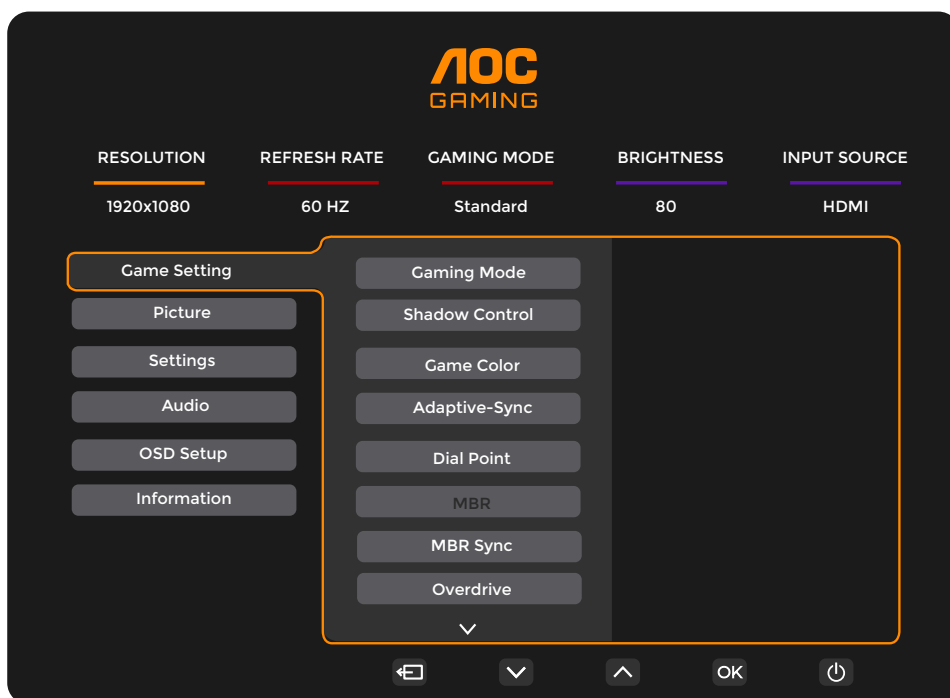 AOC
GAMING
RESOLUTION REFRESH RATE GAMING MODE BRIGHTNESS INPUT SOURCE
1920x1080 60 HZ Standard 80 HDMI
Game Setting
Picture
Settings
Audio
OSD Setup
Information
Gaming Mode
Shadow Control
Game Color
Adaptive-Sync
Dial Point
MBR
MBR Sync
Overdrive
OK